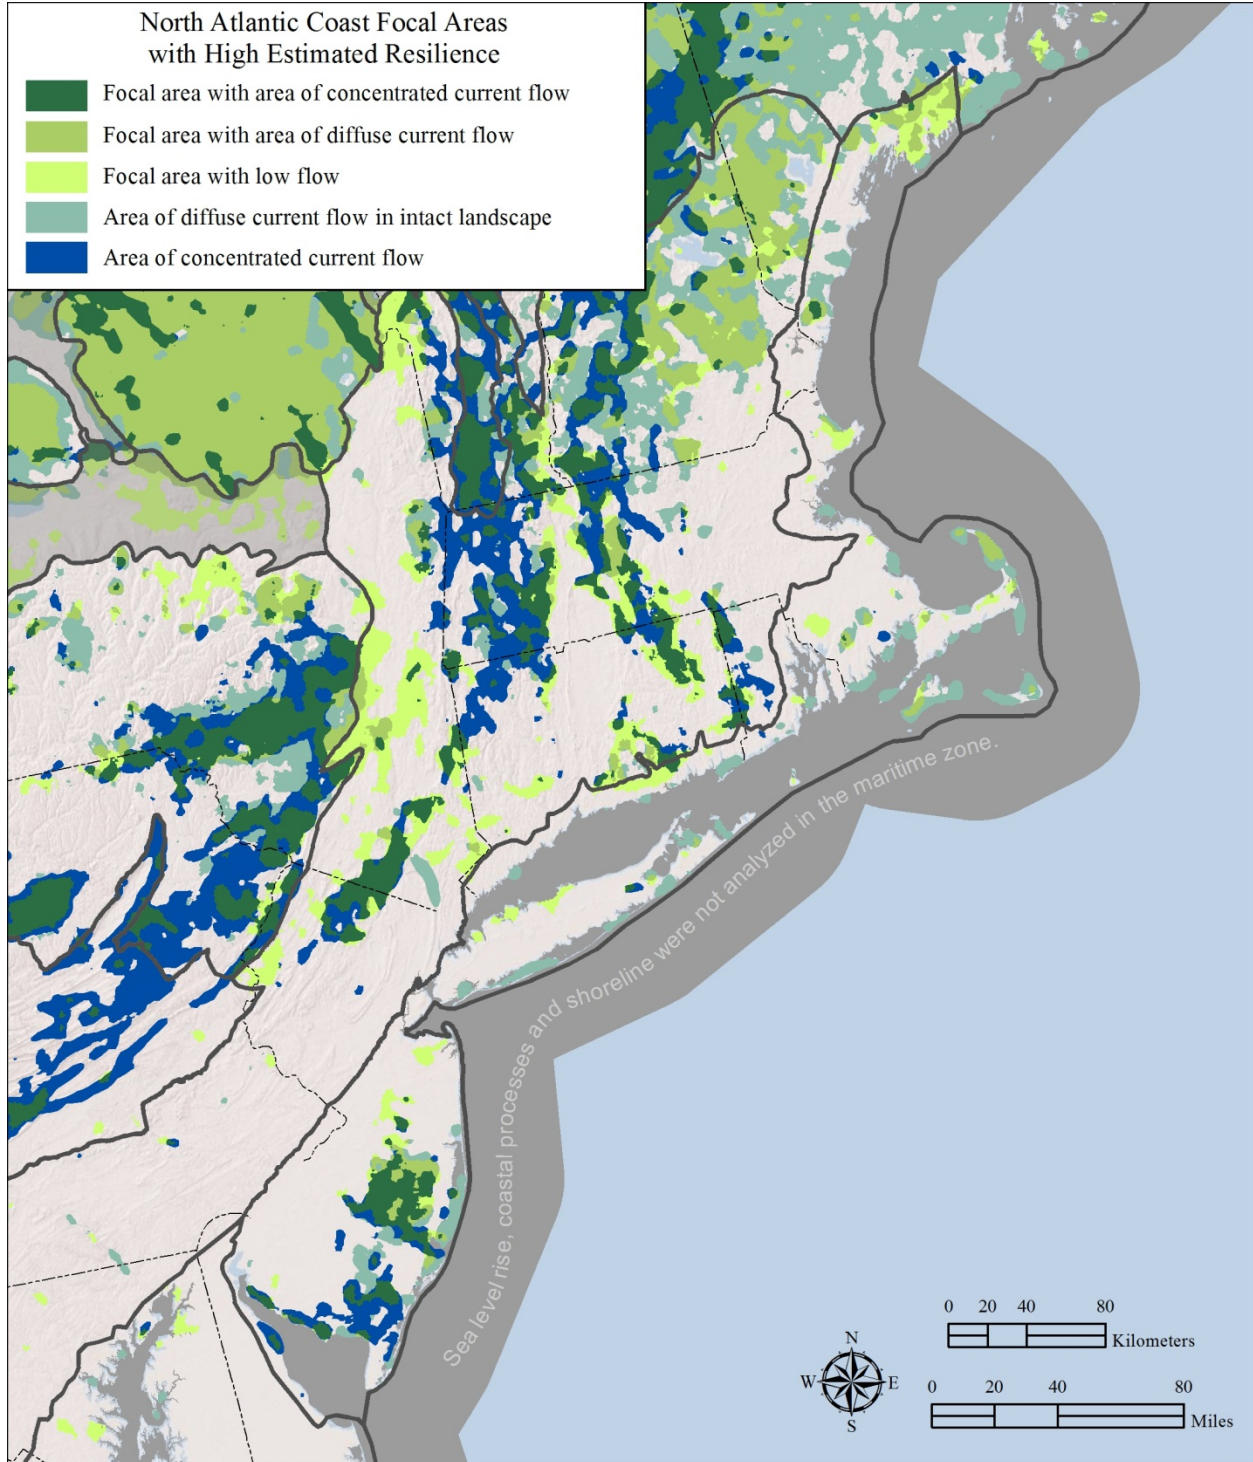 North Atlantic Coast Focal Areas
with High Estimated Resilience
Focal area with area of concentrated current flow
Focal area with area of diffuse current flow
Focal area with low flow
Area of diffuse current flow in intact landscape
Area of concentrated current flow
Sea level rise, coastal processes and shoreline were not analyzed in the maritime zone.
N
W E
S
0 20 40 80
Kilometers
0 20 40 80
Miles